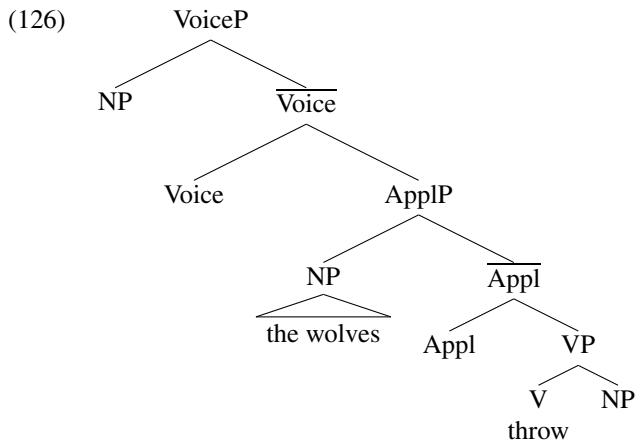 (126) VoiceP
NP Voice
Voice ApplP
NP Appl
the wolves Appl VP
V NP
throw